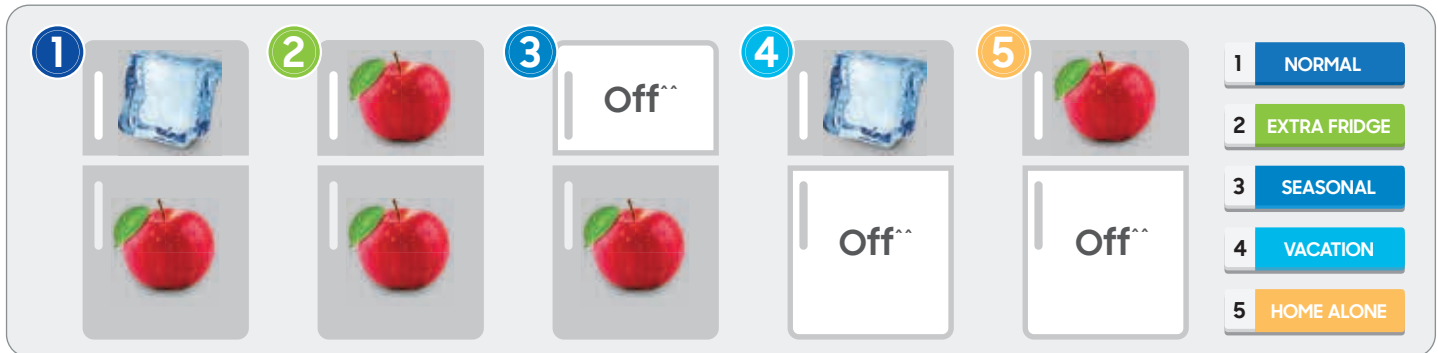 1
2
3
Off^^
4
Off^^
5
Off^^
1 NORMAL
2 EXTRA FRIDGE
3 SEASONAL
4 VACATION
5 HOME ALONE